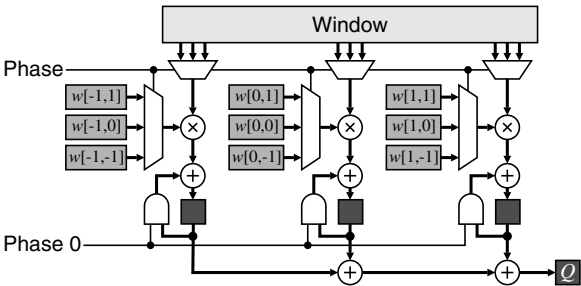 Window
Phase
w[-1,1] w[0,1] w[1,1]
w[-1,0] w[0,0] w[1,0]
w[-1,-1] w[0,-1] w[1,-1]
× × ×
+ + +
Phase 0
+ + Q